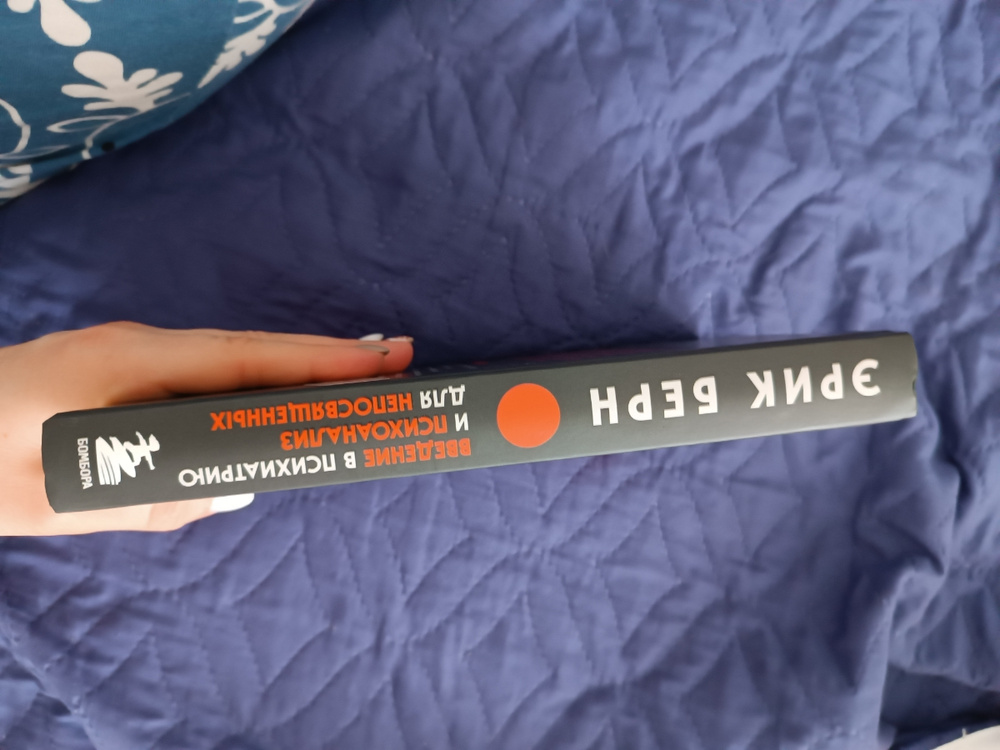 ЭРИК БЕРН
ВВЕДЕНИЕ В ПСИХИАТРИЮ
И ПСИХОАНАЛИЗ
ДЛЯ НЕПОСВЯЩЕННЫХ
БОМБОРА